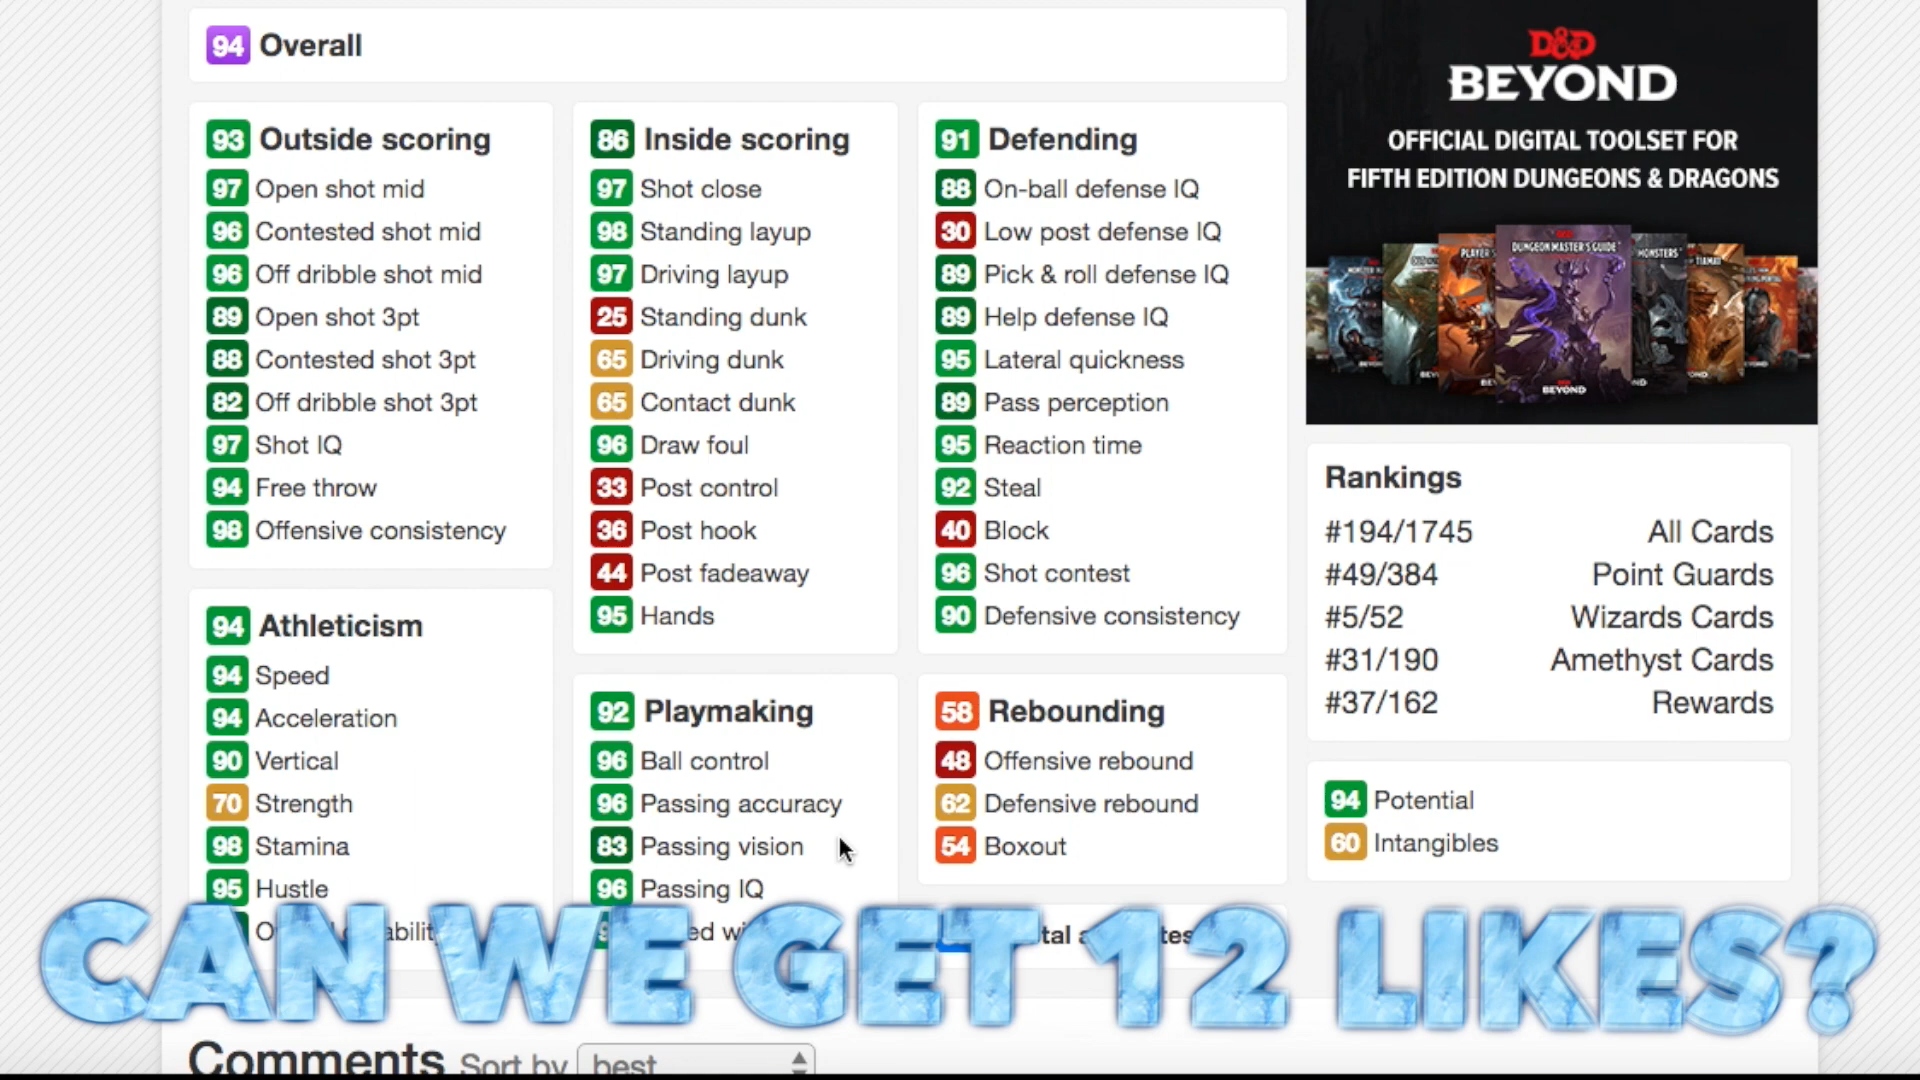 94 Overall
93 Outside scoring
97 Open shot mid
96 Contested shot mid
96 Off dribble shot mid
89 Open shot 3pt
88 Contested shot 3pt
82 Off dribble shot 3pt
97 Shot IQ
94 Free throw
98 Offensive consistency
94 Athleticism
94 Speed
94 Acceleration
90 Vertical
70 Strength
98 Stamina
95 Hustle
86 Inside scoring
97 Shot close
98 Standing layup
97 Driving layup
25 Standing dunk
65 Driving dunk
65 Contact dunk
96 Draw foul
33 Post control
36 Post hook
44 Post fadeaway
95 Hands
92 Playmaking
96 Ball control
96 Passing accuracy
83 Passing vision
96 Passing IQ
91 Defending
88 On-ball defense IQ
30 Low post defense IQ
89 Pick & roll defense IQ
89 Help defense IQ
95 Lateral quickness
89 Pass perception
95 Reaction time
92 Steal
40 Block
96 Shot contest
90 Defensive consistency
58 Rebounding
48 Offensive rebound
62 Defensive rebound
54 Boxout
D&D
BEYOND
OFFICIAL DIGITAL TOOLSET FOR
FIFTH EDITION DUNGEONS & DRAGONS
DUNGEON MASTER'S GUIDE
BEYOND
Rankings
#194/1745 All Cards
#49/384 Point Guards
#5/52 Wizards Cards
#31/190 Amethyst Cards
#37/162 Rewards
94 Potential
60 Intangibles
CAN WE GET 12 LIKES?
Comments Sort by best